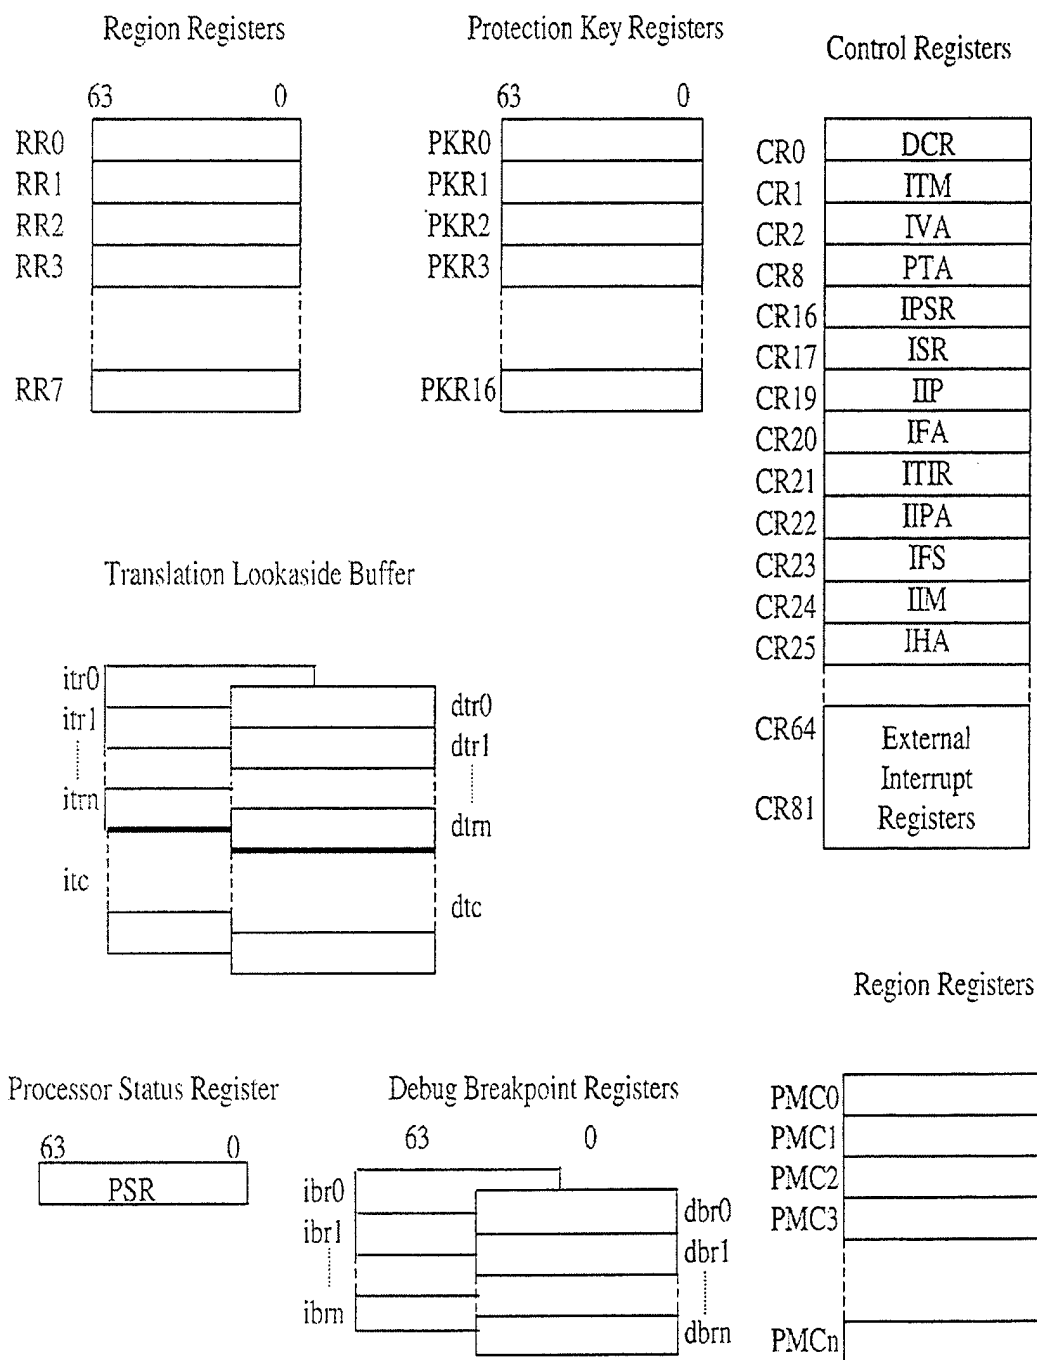 Region Registers
63 0
RR0
RR1
RR2
RR3
RR7
Protection Key Registers
63 0
PKR0
PKR1
PKR2
PKR3
PKR16
Control Registers
CR0 DCR
CR1 ITM
CR2 IVA
CR8 PTA
CR16 IPSR
CR17 ISR
CR19 IIP
CR20 IFA
CR21 ITIR
CR22 IIPA
CR23 IFS
CR24 IIM
CR25 IHA
CR64
CR81
External
Interrupt
Registers
Translation Lookaside Buffer
itr0
itr1
itrn
itc
dtr0
dtr1
dtrn
dtc
Processor Status Register
63 0
PSR
Debug Breakpoint Registers
63 0
ibr0
ibr1
ibrn
dbr0
dbr1
dbrn
Region Registers
PMC0
PMC1
PMC2
PMC3
PMCn